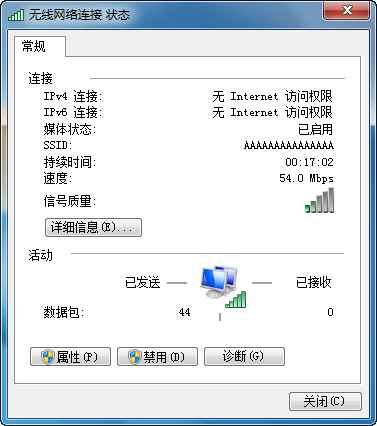 无线网络连接 状态
常规
连接
IPv4 连接: 无 Internet 访问权限
IPv6 连接: 无 Internet 访问权限
媒体状态: 已启用
SSID: AAAAAAAAAAAAAAA
持续时间: 00:17:02
速度: 54.0 Mbps
信号质量:
详细信息(E)...
活动
已发送 已接收
数据包: 44 0
属性(P) 禁用(D) 诊断(G)
关闭(C)